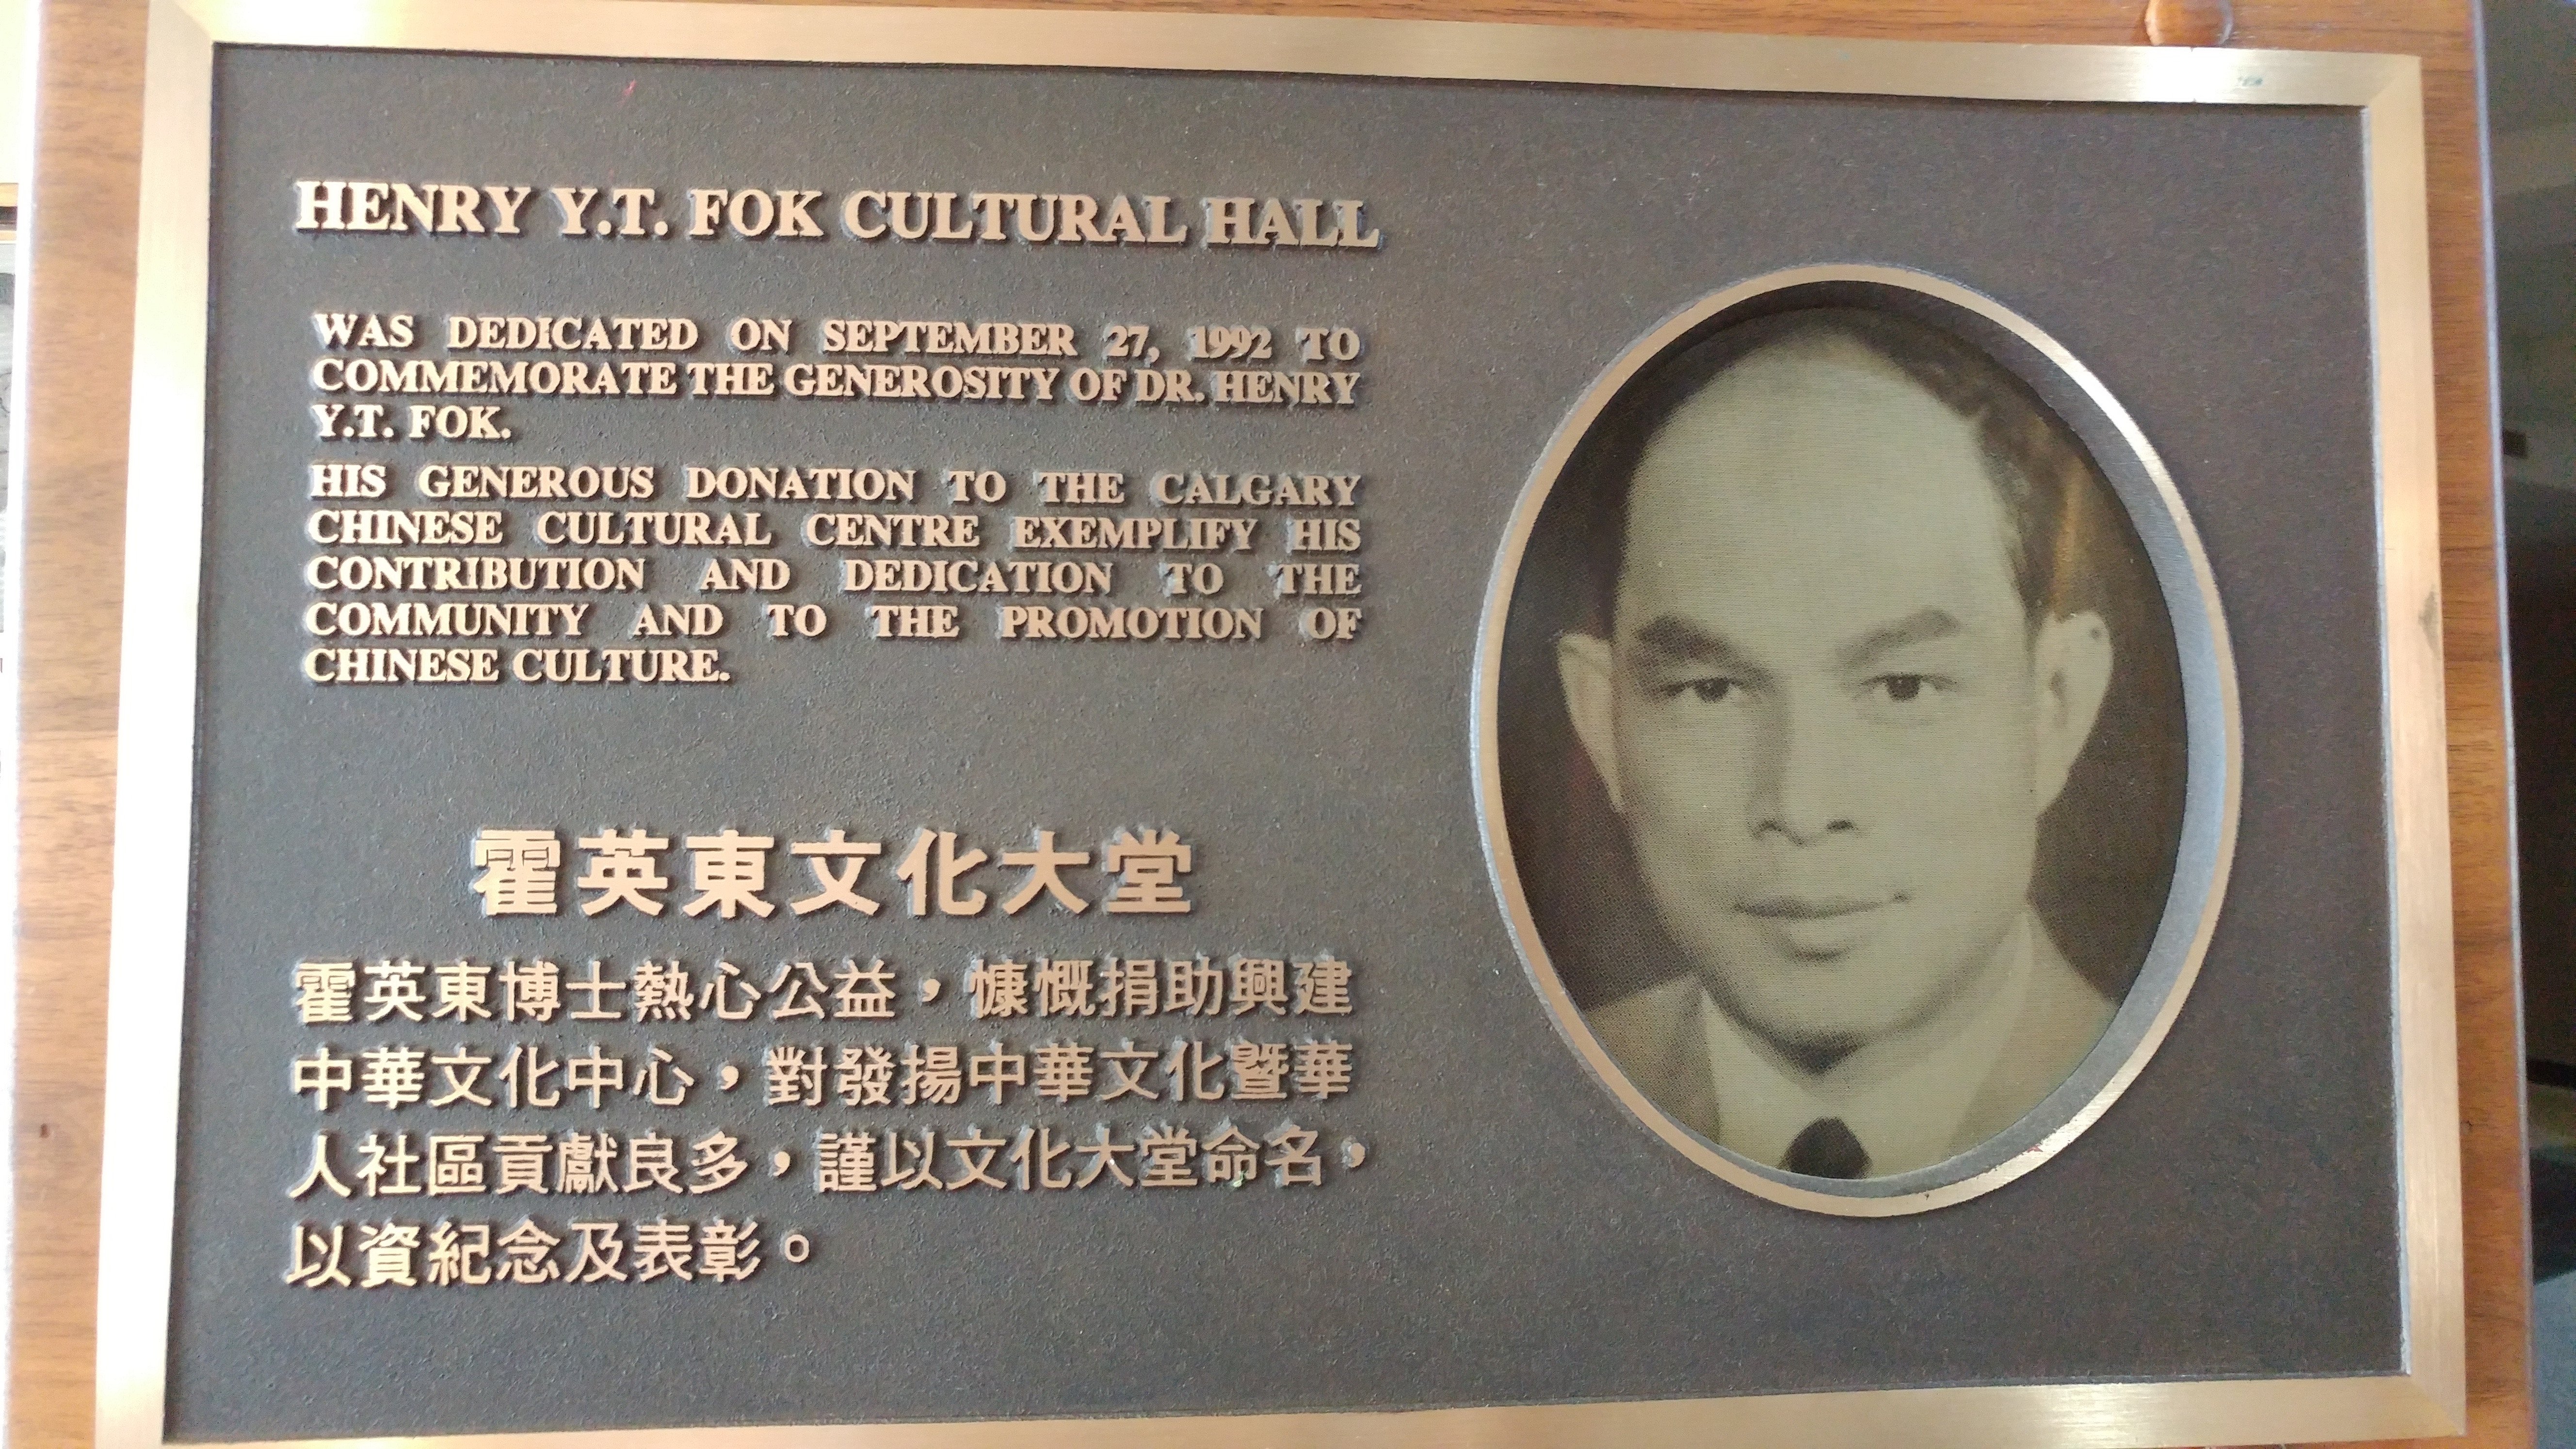 HENRY Y.T. FOK CULTURAL HALL
WAS DEDICATED ON SEPTEMBER 27, 1992 TO
COMMEMORATE THE GENEROSITY OF DR. HENRY
Y.T. FOK.
HIS GENEROUS DONATION TO THE CALGARY
CHINESE CULTURAL CENTRE EXEMPLIFY HIS
CONTRIBUTION AND DEDICATION TO THE
COMMUNITY AND TO THE PROMOTION OF
CHINESE CULTURE.
霍英東文化大堂
霍英東博士熱心公益，慷慨捐助興建
中華文化中心，對發揚中華文化暨華
人社區貢獻良多，謹以文化大堂命名，
以資紀念及表彰。